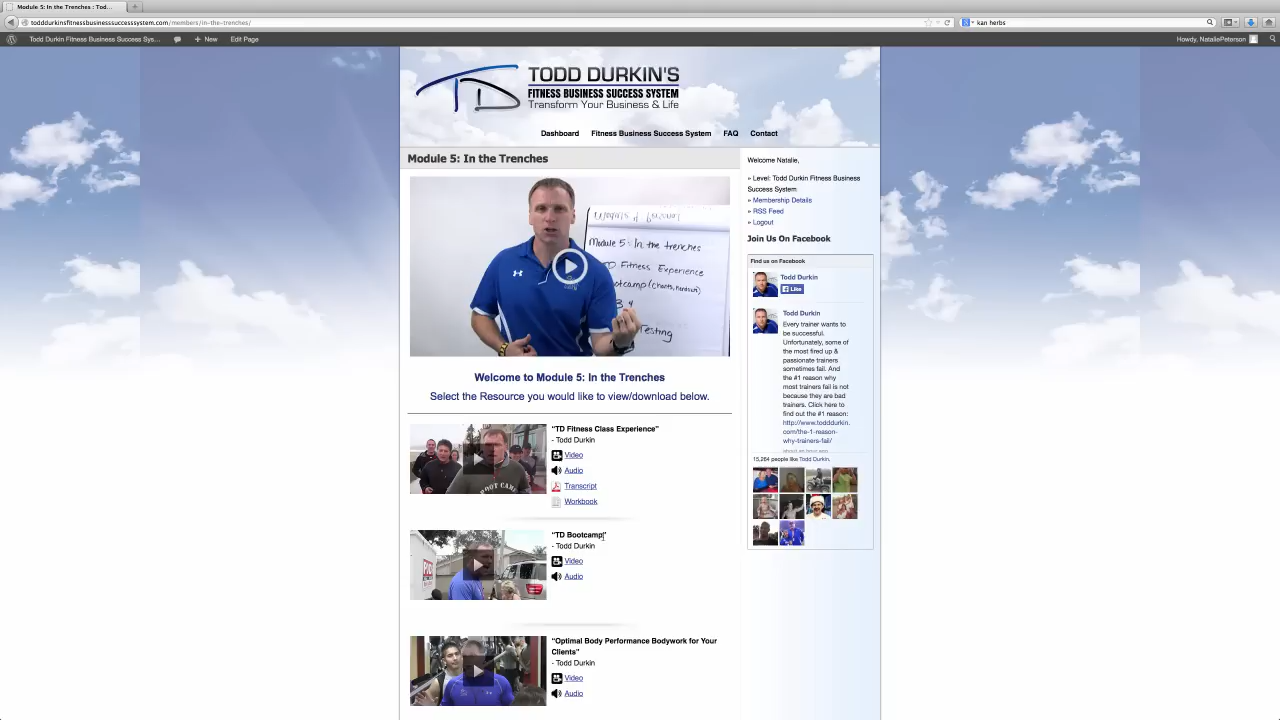 Module 5: In the Trenches : Tod...
todddurkinsfitnessbusinesssuccesssystem.com/members/in-the-trenches/
kan herbs
Todd Durkin Fitness Business Success Sys...
New
Edit Page
Howdy, NataliePeterson
TD
TODD DURKIN'S
FITNESS BUSINESS SUCCESS SYSTEM
Transform Your Business & Life
Dashboard
Fitness Business Success System
FAQ
Contact
Module 5: In the Trenches
Module 5: In the trenches
Fitness Experience
Testing
Welcome to Module 5: In the Trenches
Select the Resource you would like to view/download below.
“TD Fitness Class Experience”
- Todd Durkin
Video
Audio
Transcript
Workbook
BOOT CAMP
“TD Bootcamp”
- Todd Durkin
Video
Audio
“Optimal Body Performance Bodywork for Your
Clients”
- Todd Durkin
Video
Audio
Welcome Natalie,
» Level: Todd Durkin Fitness Business
Success System
» Membership Details
» RSS Feed
» Logout
Join Us On Facebook
Find us on Facebook
Todd Durkin
Like
Todd Durkin
Every trainer wants to
be successful.
Unfortunately, some of
the most fired up &
passionate trainers
sometimes fail. And
the #1 reason why
most trainers fail is not
because they are bad
trainers. Click here to
find out the #1 reason:
http://www.todddurkin.
com/the-1-reason-
why-trainers-fail/
about an hour ago
15,264 people like Todd Durkin.